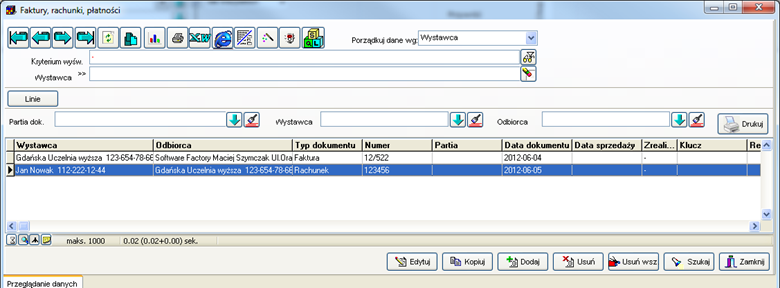 Faktury, rachunki, płatności
Porządkuj dane wg: Wystawca
Kryterium wyśw. -
Wystawca >>
Linie
Partia dok. Wystawca Odbiorca Drukuj
Wystawca Odbiorca Typ dokumentu Numer Partia Data dokumentu Data sprzedaży Zreali... Klucz Re
Gdańska Uczelnia wyższa 123-654-78-66 Software Factory Maciej Szymczak Ul.Ora Faktura 12/522 2012-06-04 -
Jan Nowak 112-222-12-44 Gdańska Uczelnia wyższa 123-654-78-66 Rachunek 123456 2012-06-05 -
maks. 1000 0.02 (0.02+0.00) sek.
Edytuj Kopiuj Dodaj Usuń Usuń wsz Szukaj Zamknij
Przeglądanie danych